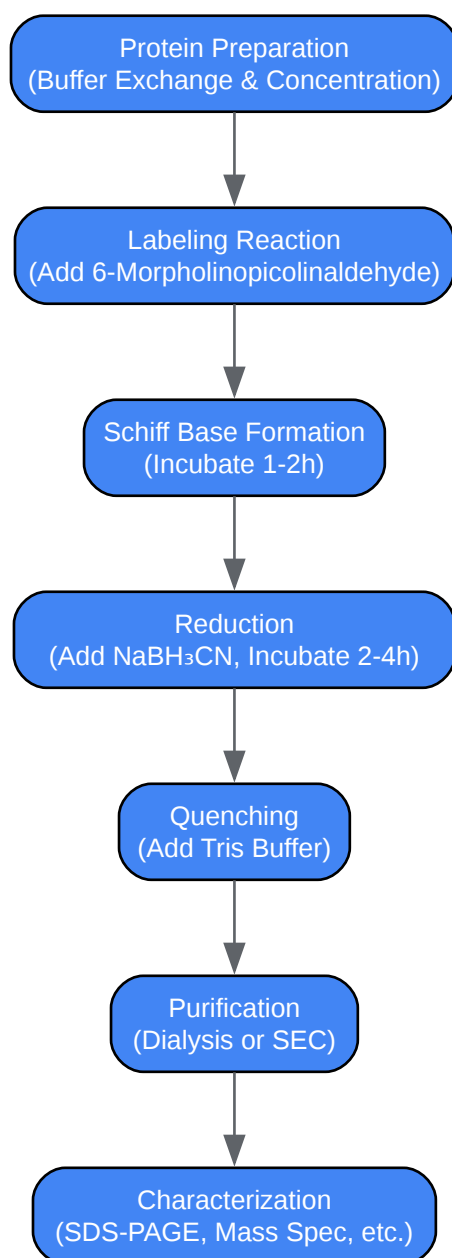 Protein Preparation
(Buffer Exchange & Concentration)
Labeling Reaction
(Add 6-Morpholinopicolinaldehyde)
Schiff Base Formation
(Incubate 1-2h)
Reduction
(Add NaBH₃CN, Incubate 2-4h)
Quenching
(Add Tris Buffer)
Purification
(Dialysis or SEC)
Characterization
(SDS-PAGE, Mass Spec, etc.)